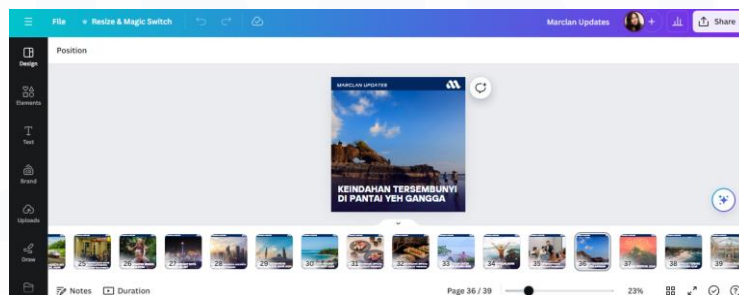 File
Resize & Magic Switch
Marclan Updates
+
Share
Position
Design
Elements
Text
Brand
Uploads
Draw
MARCLAN UPDATES
KEINDAHAN TERSEMBUNYI
DI PANTAI YEH GANGGA
25
26
27
28
29
30
31
32
33
34
35
36
37
38
39
Notes
Duration
Page 36 / 39
23%